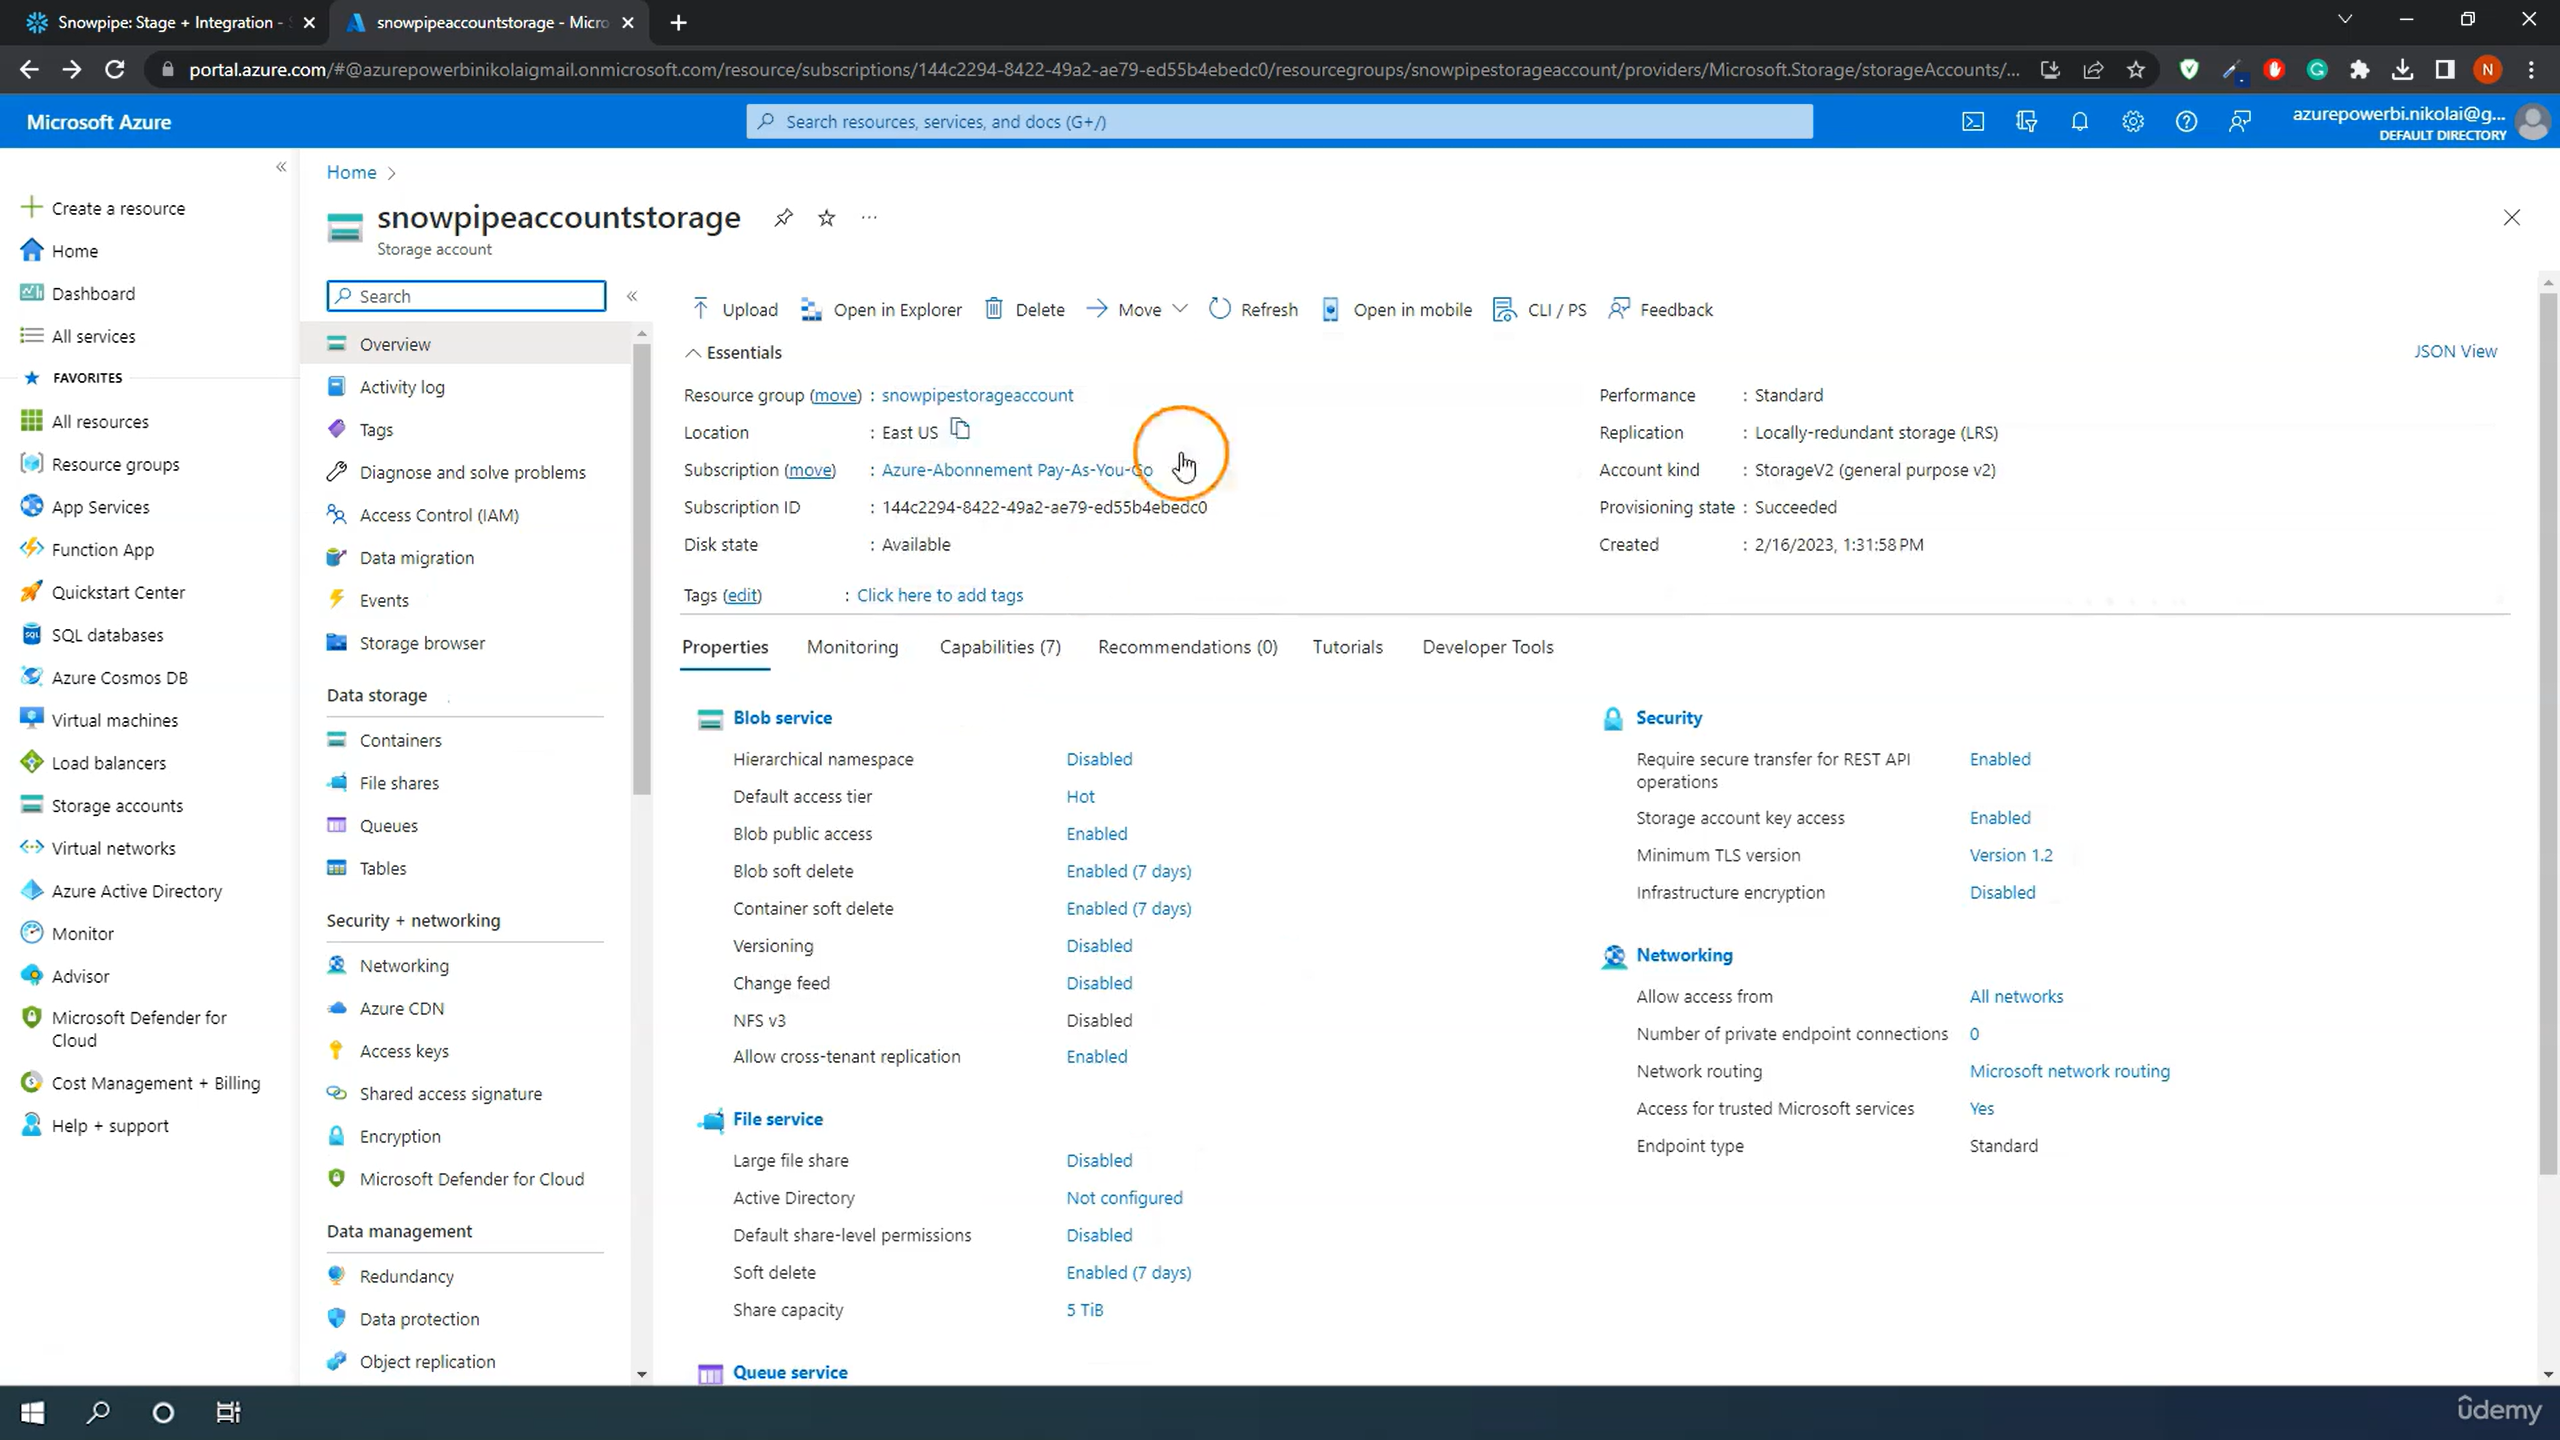 Snowpipe: Stage + Integration -
snowpipeaccountstorage - Micro
portal.azure.com/#@azurepowerbinikolaigmail.onmicrosoft.com/resource/subscriptions/144c2294-8422-49a2-ae79-ed55b4ebedc0/resourcegroups/snowpipestorageaccount/providers/Microsoft.Storage/storageAccounts/...
N
Microsoft Azure
Search resources, services, and docs (G+/)
azurepowerbi.nikolai@g...
DEFAULT DIRECTORY
Create a resource
Home
Dashboard
All services
FAVORITES
All resources
Resource groups
App Services
Function App
Quickstart Center
SQL databases
Azure Cosmos DB
Virtual machines
Load balancers
Storage accounts
Virtual networks
Azure Active Directory
Monitor
Advisor
Microsoft Defender for
Cloud
Cost Management + Billing
Help + support
Home
snowpipeaccountstorage
Storage account
Search
Overview
Activity log
Tags
Diagnose and solve problems
Access Control (IAM)
Data migration
Events
Storage browser
Data storage
Containers
File shares
Queues
Tables
Security + networking
Networking
Azure CDN
Access keys
Shared access signature
Encryption
Microsoft Defender for Cloud
Data management
Redundancy
Data protection
Object replication
Upload Open in Explorer Delete Move Refresh Open in mobile CLI / PS Feedback
Essentials
JSON View
Resource group (move) : snowpipestorageaccount
Location : East US
Subscription (move) : Azure-Abonnement Pay-As-You-Go
Subscription ID : 144c2294-8422-49a2-ae79-ed55b4ebedc0
Disk state : Available
Performance : Standard
Replication : Locally-redundant storage (LRS)
Account kind : StorageV2 (general purpose v2)
Provisioning state : Succeeded
Created : 2/16/2023, 1:31:58 PM
Tags (edit) : Click here to add tags
Properties Monitoring Capabilities (7) Recommendations (0) Tutorials Developer Tools
Blob service
Hierarchical namespace Disabled
Default access tier Hot
Blob public access Enabled
Blob soft delete Enabled (7 days)
Container soft delete Enabled (7 days)
Versioning Disabled
Change feed Disabled
NFS v3 Disabled
Allow cross-tenant replication Enabled
File service
Large file share Disabled
Active Directory Not configured
Default share-level permissions Disabled
Soft delete Enabled (7 days)
Share capacity 5 TiB
Queue service
Security
Require secure transfer for REST API Enabled
operations
Storage account key access Enabled
Minimum TLS version Version 1.2
Infrastructure encryption Disabled
Networking
Allow access from All networks
Number of private endpoint connections 0
Network routing Microsoft network routing
Access for trusted Microsoft services Yes
Endpoint type Standard
ûdemy